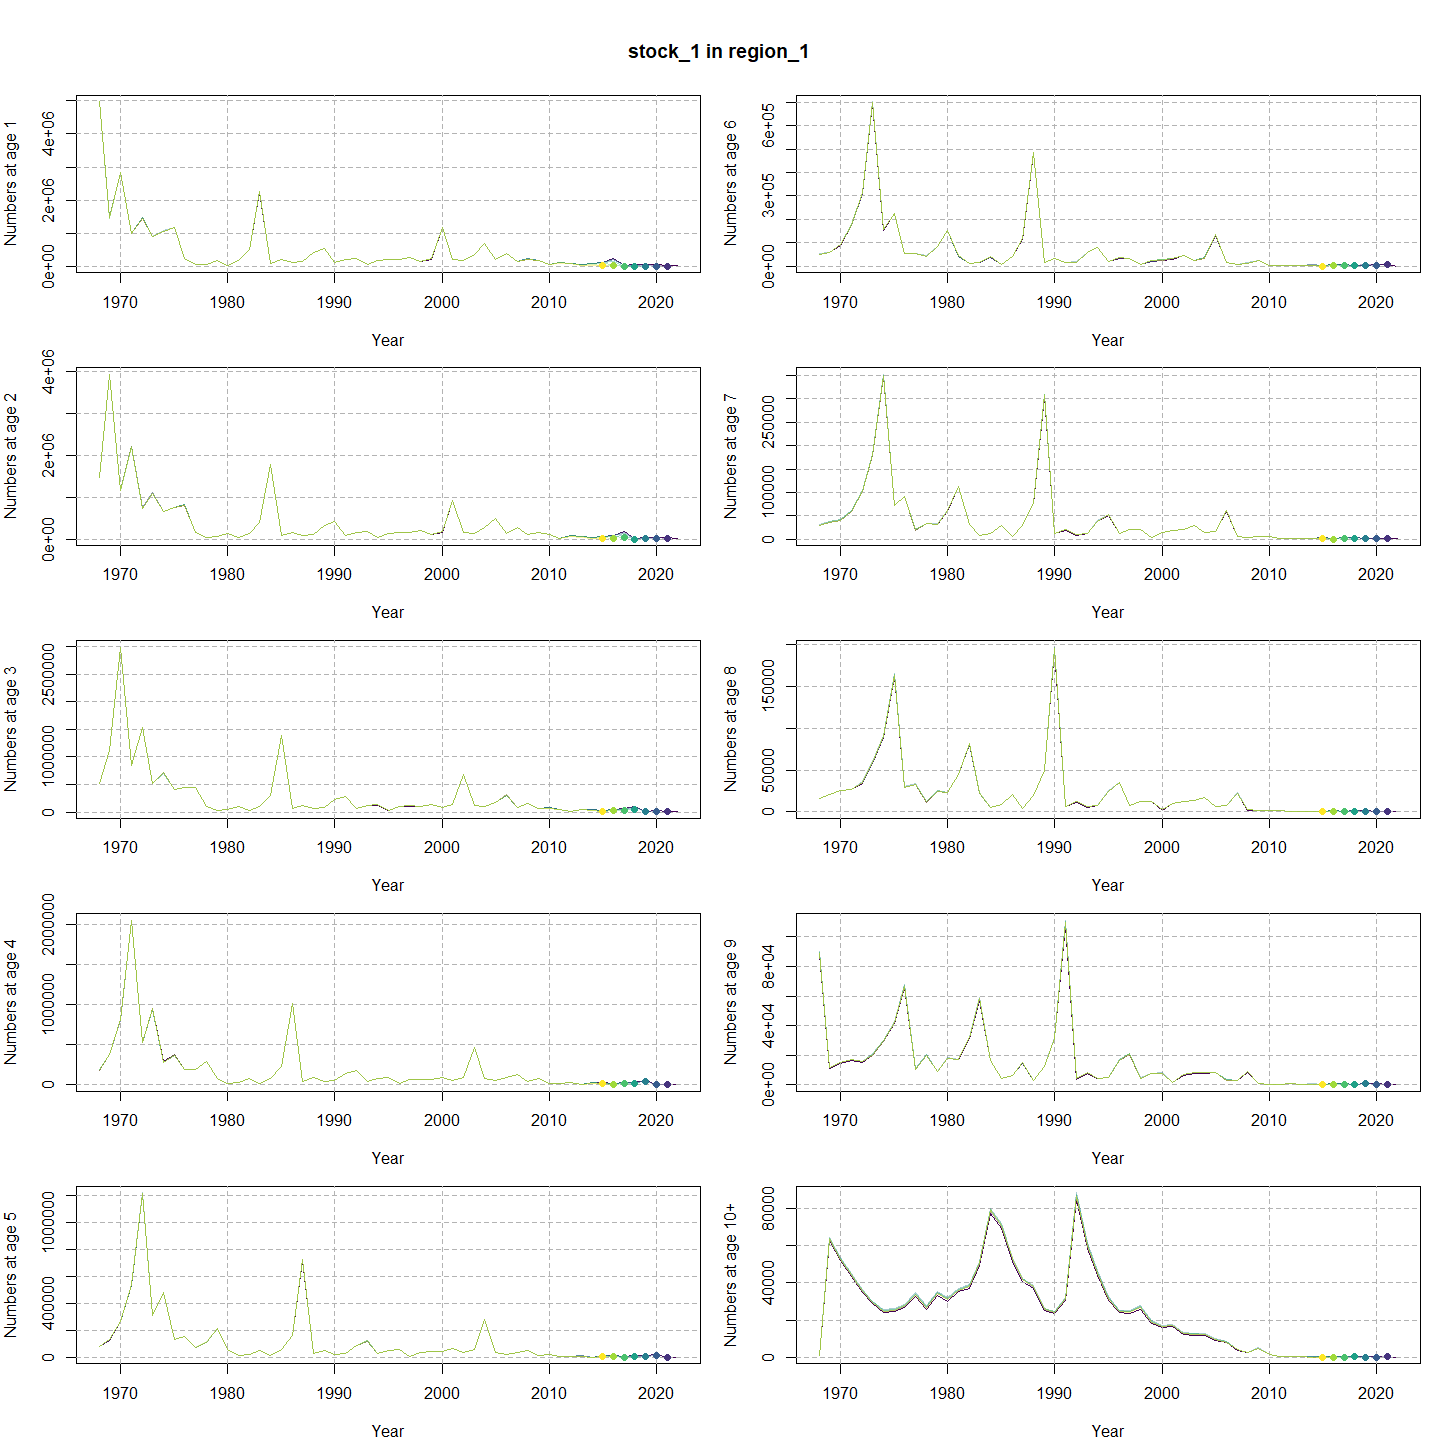 stock_1 in region_1
Numbers at age 1
0e+00 2e+06 4e+06
1970 1980 1990 2000 2010 2020
Year
Numbers at age 6
0e+00 3e+05 6e+05
1970 1980 1990 2000 2010 2020
Year
Numbers at age 2
0e+00 2e+06 4e+06
1970 1980 1990 2000 2010 2020
Year
Numbers at age 7
0 100000 250000
1970 1980 1990 2000 2010 2020
Year
Numbers at age 3
0 1000000 2500000
1970 1980 1990 2000 2010 2020
Year
Numbers at age 8
0 50000 150000
1970 1980 1990 2000 2010 2020
Year
Numbers at age 4
0 1000000 2000000
1970 1980 1990 2000 2010 2020
Year
Numbers at age 9
0e+00 4e+04 8e+04
1970 1980 1990 2000 2010 2020
Year
Numbers at age 5
0 400000 1000000
1970 1980 1990 2000 2010 2020
Year
Numbers at age 10+
0 40000 80000
1970 1980 1990 2000 2010 2020
Year